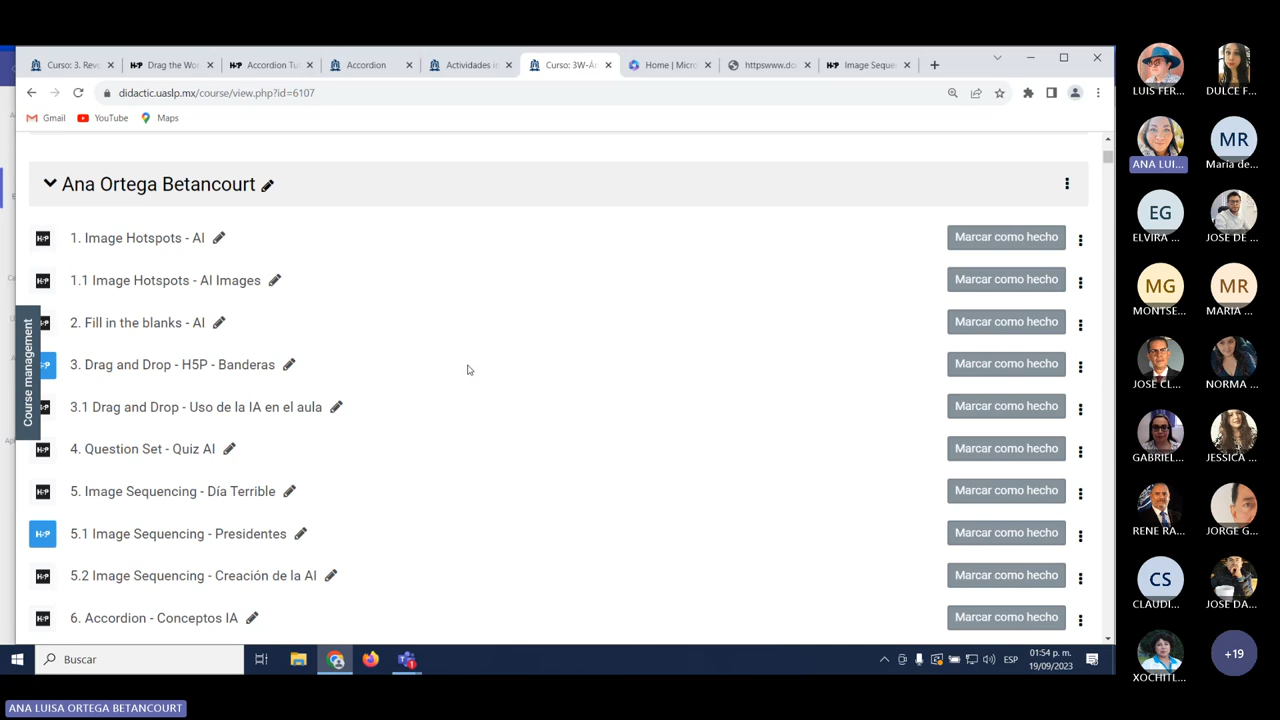 Curso: 3. Rev
H5P Drag the Wo
H5P Accordion Tu
Accordion
Actividades i
Curso: 3W-Án
Home | Micro
httpswww.do
H5P Image Seque
didactic.uaslp.mx/course/view.php?id=6107
Gmail
YouTube
Maps
Ana Ortega Betancourt
1. Image Hotspots - AI
Marcar como hecho
1.1 Image Hotspots - AI Images
Marcar como hecho
2. Fill in the blanks - AI
Marcar como hecho
3. Drag and Drop - H5P - Banderas
Marcar como hecho
3.1 Drag and Drop - Uso de la IA en el aula
Marcar como hecho
4. Question Set - Quiz AI
Marcar como hecho
5. Image Sequencing - Día Terrible
Marcar como hecho
5.1 Image Sequencing - Presidentes
Marcar como hecho
5.2 Image Sequencing - Creación de la AI
Marcar como hecho
6. Accordion - Conceptos IA
Marcar como hecho
Course management
Buscar
ESP
01:54 p. m.
19/09/2023
LUIS FER...
DULCE F...
ANA LUI...
MR
María de...
EG
ELVIRA ...
JOSE DE ...
MG
MONTSE...
MR
MARIA ...
JOSE CL...
NORMA ...
GABRIEL...
JESSICA ...
RENE RA...
JORGE G...
CS
CLAUDI...
JOSE DA...
XOCHITL...
+19
ANA LUISA ORTEGA BETANCOURT